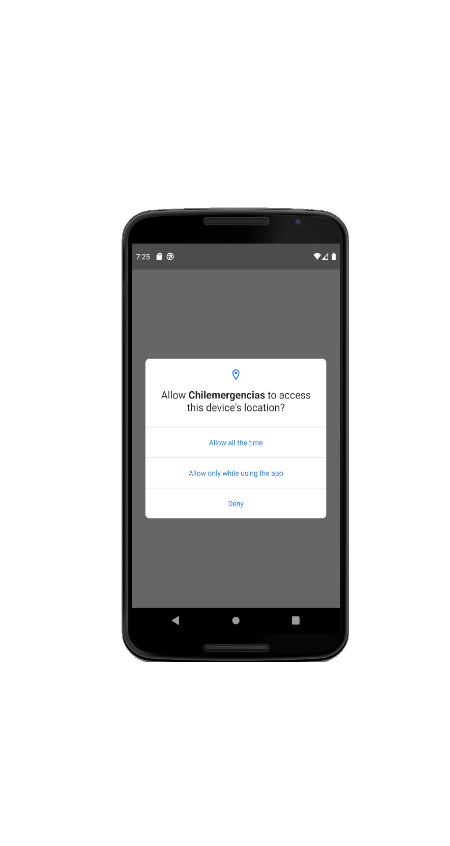 7:25
Allow Chilemergencias to access
this device's location?
Allow all the time
Allow only while using the app
Deny